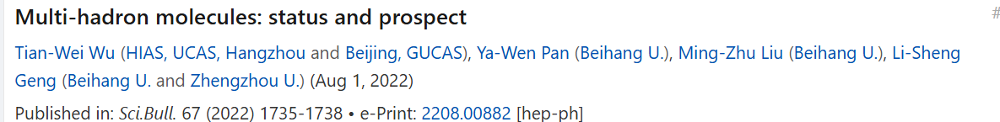 Multi-hadron molecules: status and prospect
#
Tian-Wei Wu (HIAS, UCAS, Hangzhou and Beijing, GUCAS), Ya-Wen Pan (Beihang U.), Ming-Zhu Liu (Beihang U.), Li-Sheng
Geng (Beihang U. and Zhengzhou U.) (Aug 1, 2022)
Published in: Sci.Bull. 67 (2022) 1735-1738 • e-Print: 2208.00882 [hep-ph]